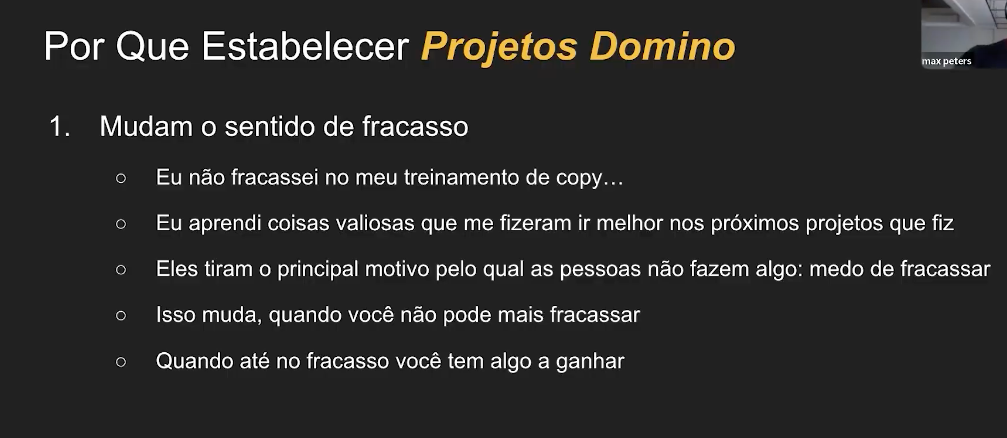 Por Que Estabelecer Projetos Domino
max peters
1. Mudam o sentido de fracasso
○ Eu não fracassei no meu treinamento de copy…
○ Eu aprendi coisas valiosas que me fizeram ir melhor nos próximos projetos que fiz
○ Eles tiram o principal motivo pelo qual as pessoas não fazem algo: medo de fracassar
○ Isso muda, quando você não pode mais fracassar
○ Quando até no fracasso você tem algo a ganhar